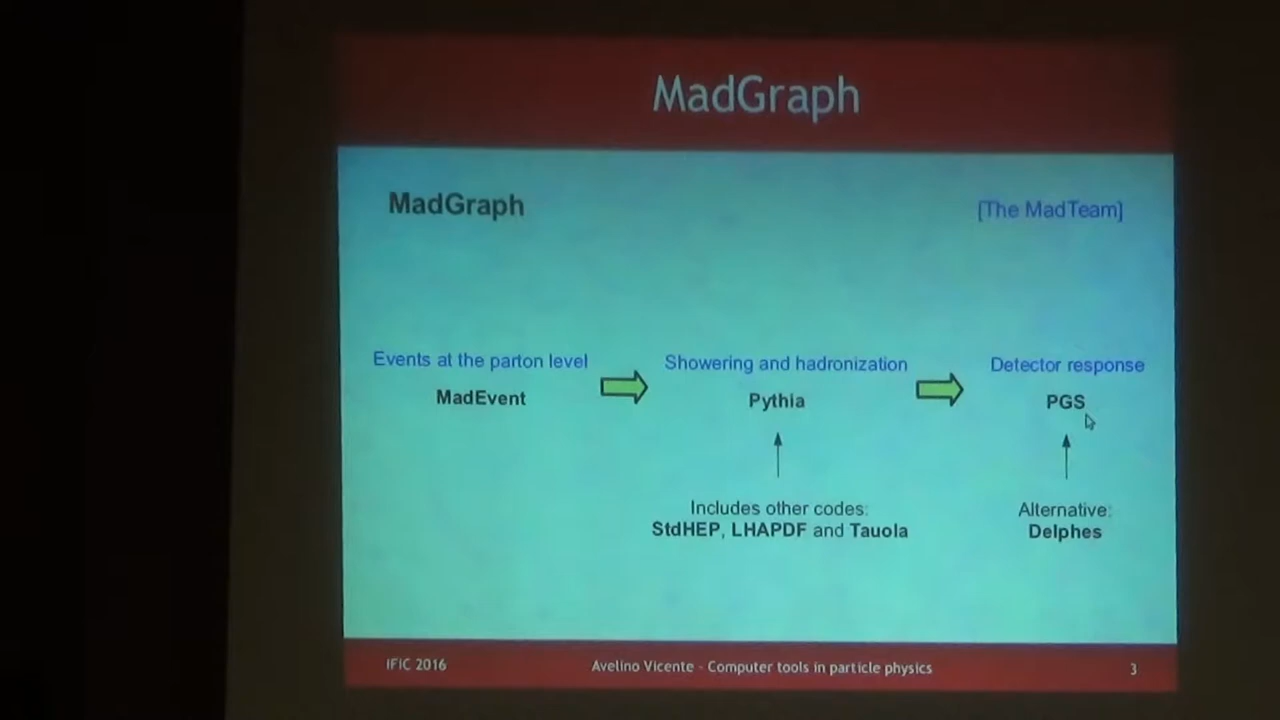 MadGraph
MadGraph
[The MadTeam]
Events at the parton level
MadEvent
Showering and hadronization
Pythia
Includes other codes:
StdHEP, LHAPDF and Tauola
Detector response
PGS
Alternative:
Delphes
IFIC 2016
Avelino Vicente - Computer tools in particle physics
3